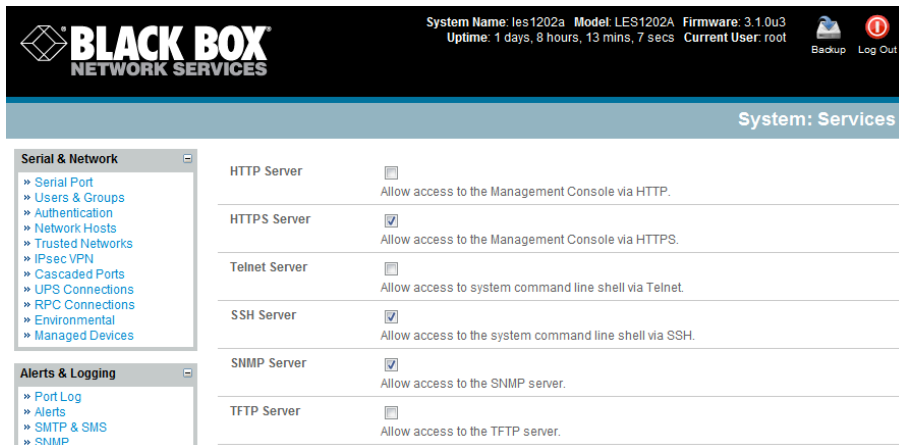 BLACK BOX®
NETWORK SERVICES
System Name: les1202a Model: LES1202A Firmware: 3.1.0u3
Uptime: 1 days, 8 hours, 13 mins, 7 secs Current User: root
Backup
Log Out
System: Services
Serial & Network
» Serial Port
» Users & Groups
» Authentication
» Network Hosts
» Trusted Networks
» IPsec VPN
» Cascaded Ports
» UPS Connections
» RPC Connections
» Environmental
» Managed Devices
Alerts & Logging
» Port Log
» Alerts
» SMTP & SMS
» SNMP
HTTP Server
Allow access to the Management Console via HTTP.
HTTPS Server
Allow access to the Management Console via HTTPS.
Telnet Server
Allow access to system command line shell via Telnet.
SSH Server
Allow access to the system command line shell via SSH.
SNMP Server
Allow access to the SNMP server.
TFTP Server
Allow access to the TFTP server.